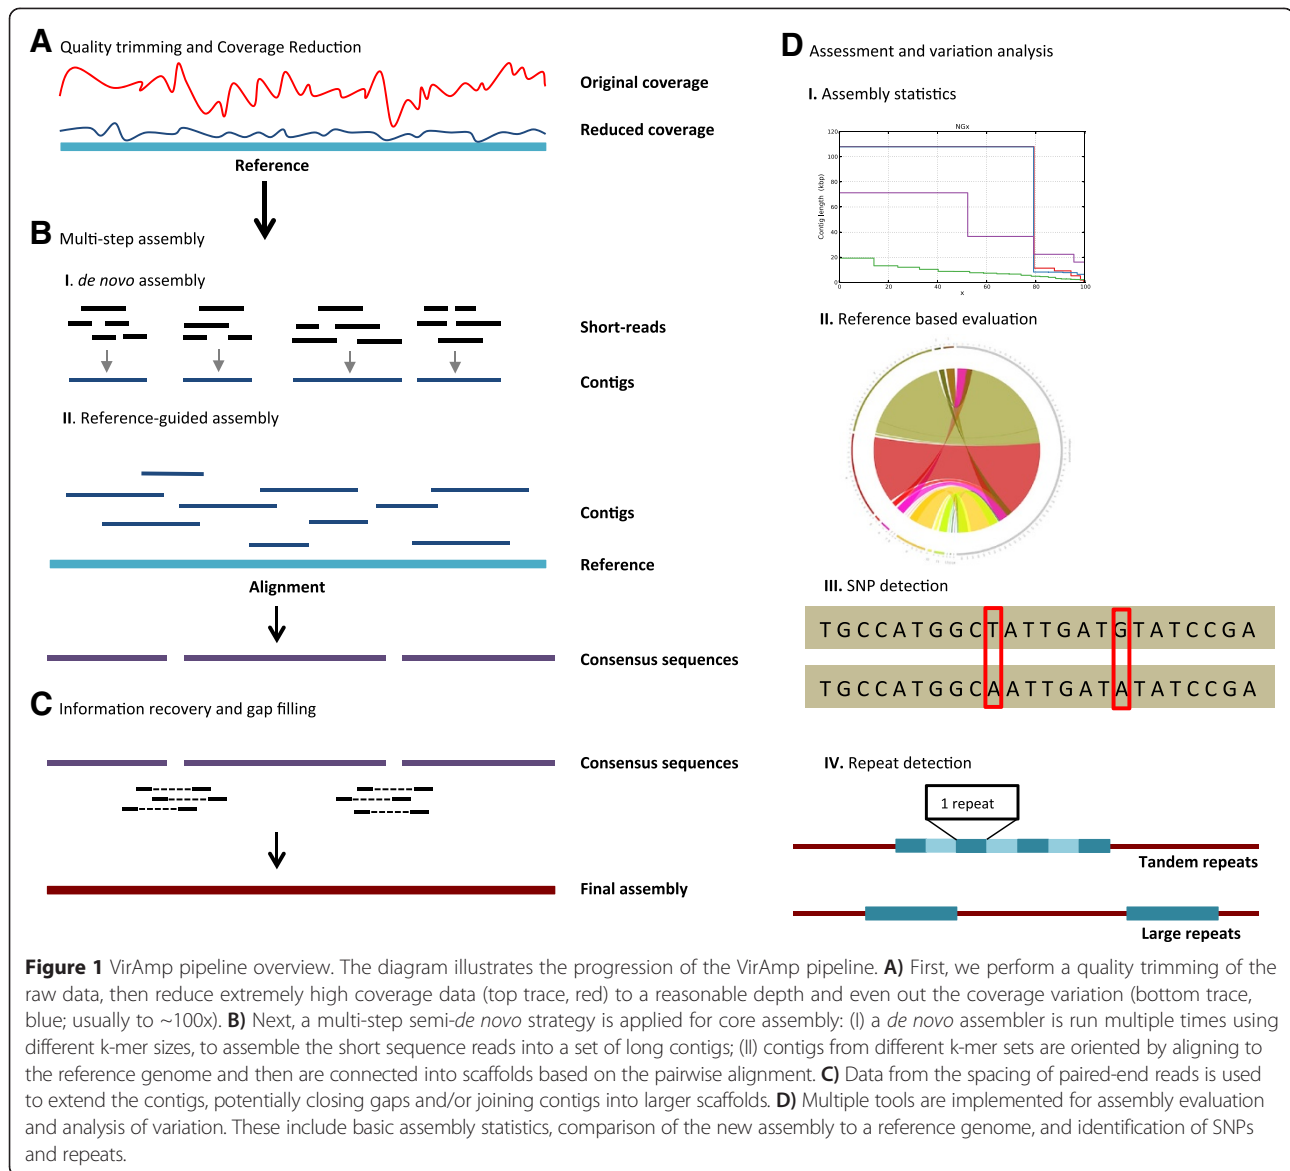 A Quality trimming and Coverage Reduction
Original coverage
Reduced coverage
Reference
B Multi-step assembly
I. de novo assembly
Short-reads
Contigs
II. Reference-guided assembly
Contigs
Reference
Alignment
Consensus sequences
C Information recovery and gap filling
Consensus sequences
Final assembly
D Assessment and variation analysis
I. Assembly statistics
NGx
Contig length (kbp)
120
100
80
60
40
20
0
0 20 40 60 80 100
x
II. Reference based evaluation
III. SNP detection
TGCCATGGCTATTGATGTATCCGA
TGCCATGGCAATTGATATATCCGA
IV. Repeat detection
1 repeat
Tandem repeats
Large repeats
Figure 1 VirAmp pipeline overview. The diagram illustrates the progression of the VirAmp pipeline. A) First, we perform a quality trimming of the
raw data, then reduce extremely high coverage data (top trace, red) to a reasonable depth and even out the coverage variation (bottom trace,
blue; usually to ~100x). B) Next, a multi-step semi-de novo strategy is applied for core assembly: (I) a de novo assembler is run multiple times using
different k-mer sizes, to assemble the short sequence reads into a set of long contigs; (II) contigs from different k-mer sets are oriented by aligning to
the reference genome and then are connected into scaffolds based on the pairwise alignment. C) Data from the spacing of paired-end reads is used
to extend the contigs, potentially closing gaps and/or joining contigs into larger scaffolds. D) Multiple tools are implemented for assembly evaluation
and analysis of variation. These include basic assembly statistics, comparison of the new assembly to a reference genome, and identification of SNPs
and repeats.